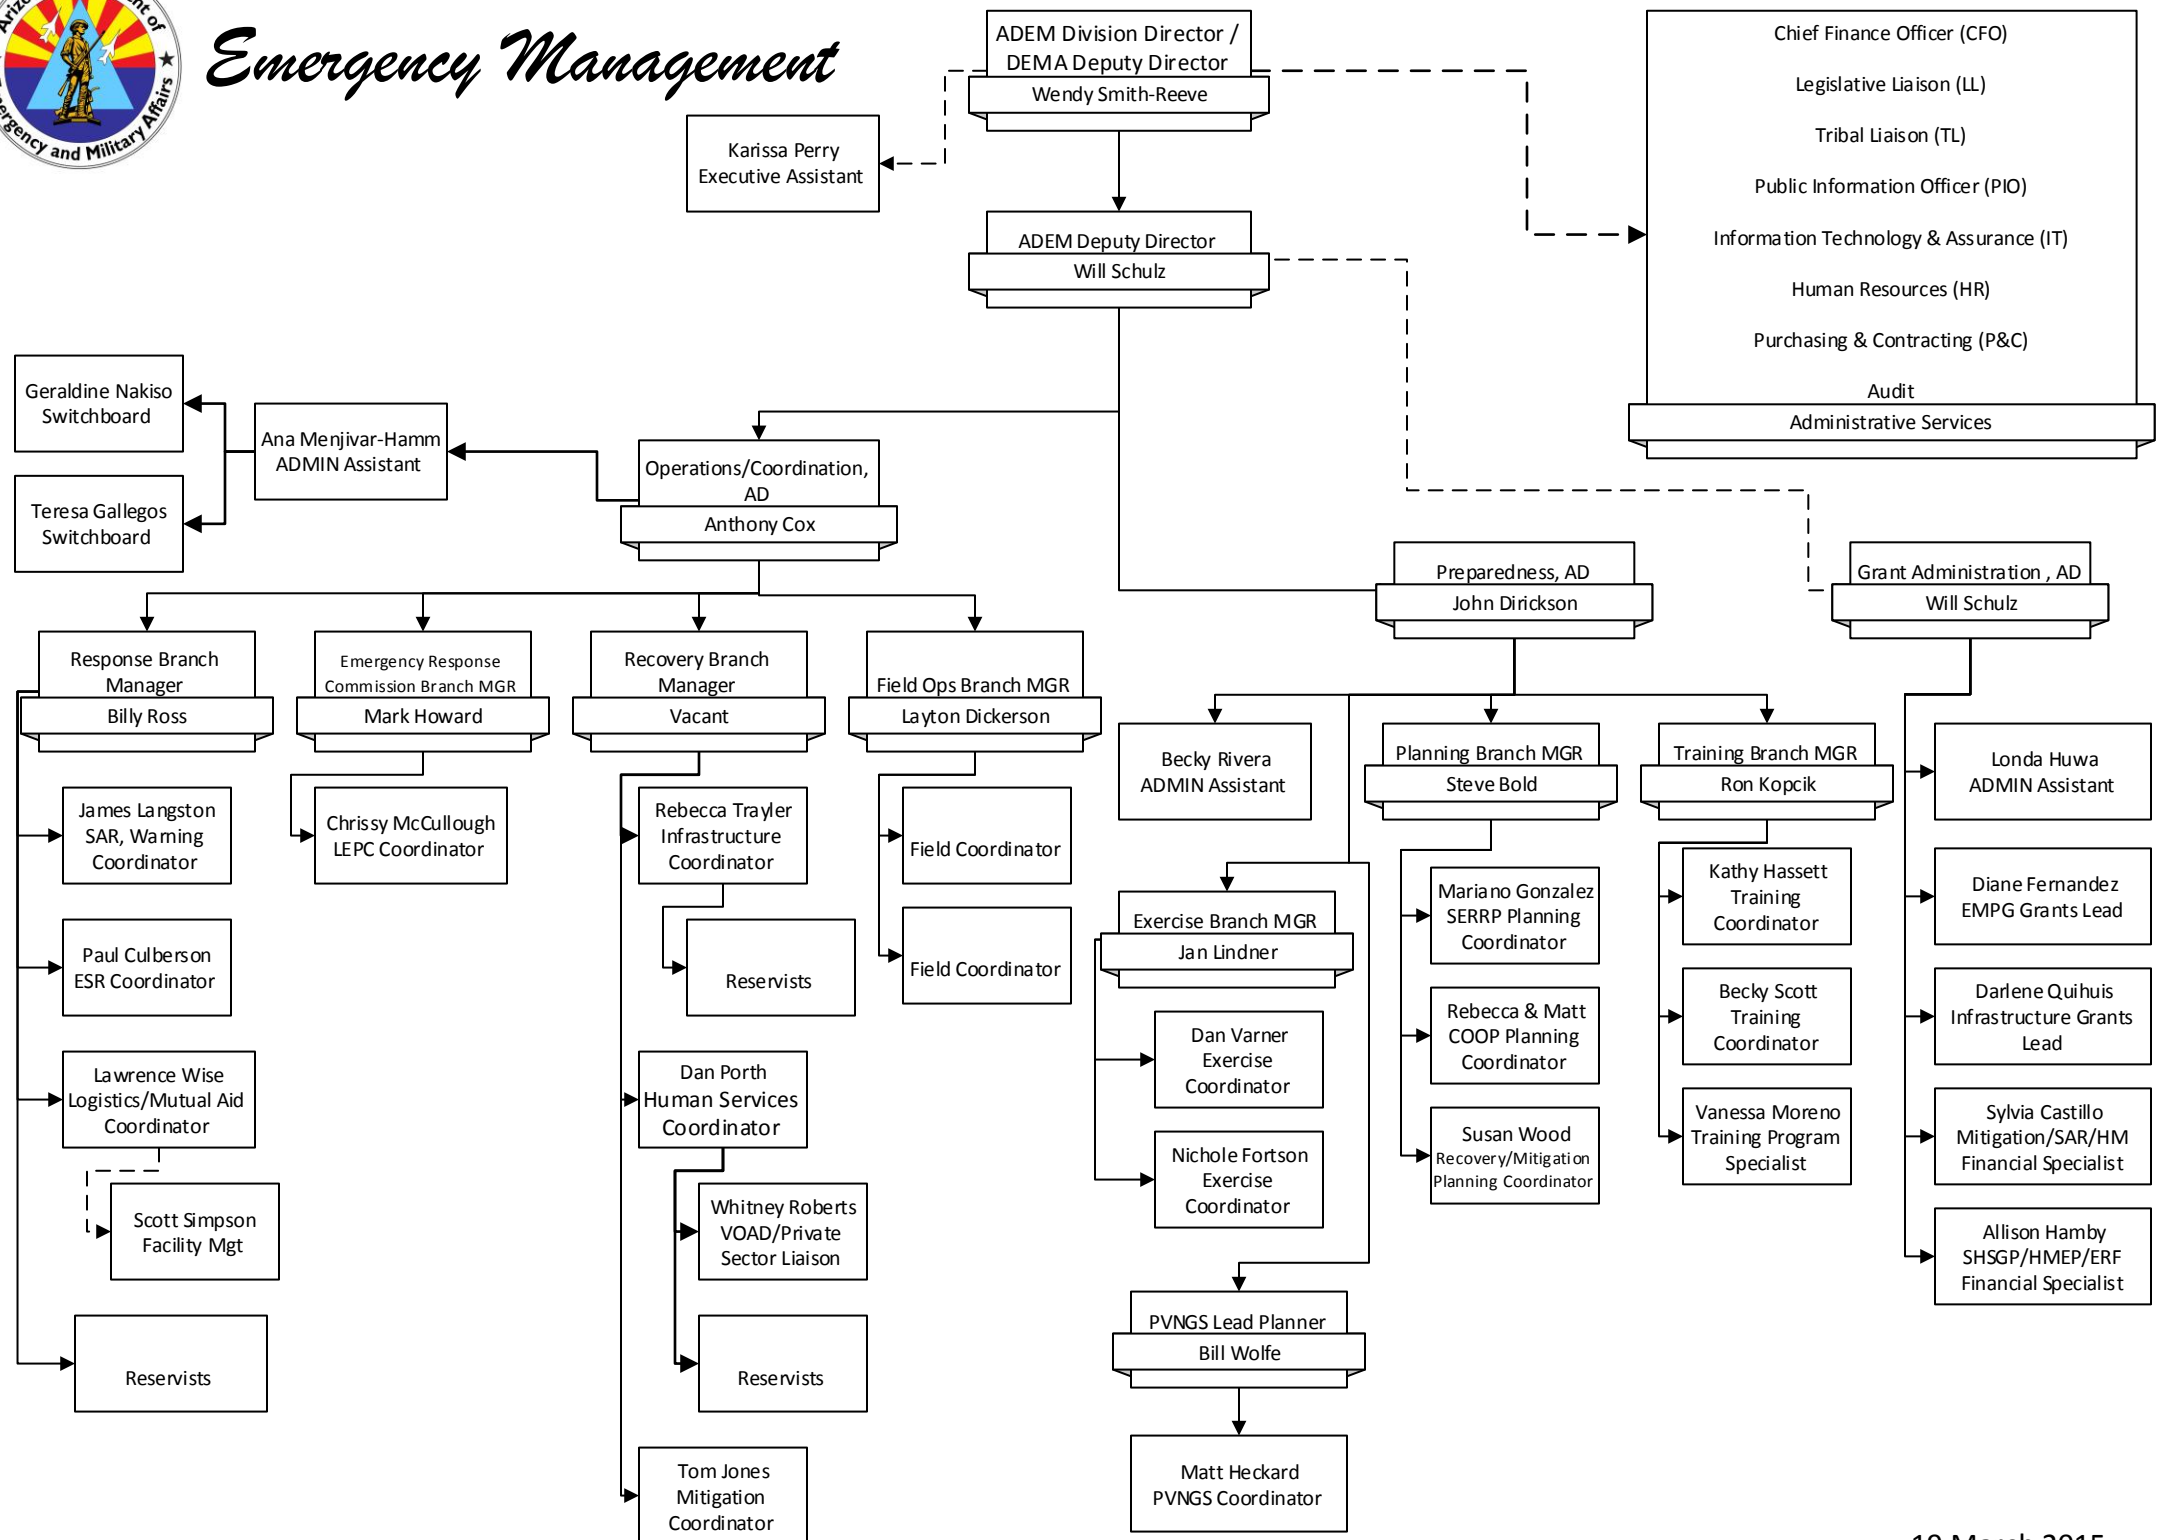 Emergency Management
and Military Affairs
ADEM Division Director /
DEMA Deputy Director
Wendy Smith-Reeve
Chief Finance Officer (CFO)
Legislative Liaison (LL)
Tribal Liaison (TL)
Public Information Officer (PIO)
Information Technology & Assurance (IT)
Human Resources (HR)
Purchasing & Contracting (P&C)
Audit
Administrative Services
Karissa Perry
Executive Assistant
ADEM Deputy Director
Will Schulz
Geraldine Nakiso
Switchboard
Teresa Gallegos
Switchboard
Ana Menjivar-Hamm
ADMIN Assistant
Operations/Coordination,
AD
Anthony Cox
Preparedness, AD
John Dirickson
Grant Administration , AD
Will Schulz
Response Branch
Manager
Billy Ross
Emergency Response
Commission Branch MGR
Mark Howard
Recovery Branch
Manager
Vacant
Field Ops Branch MGR
Layton Dickerson
Becky Rivera
ADMIN Assistant
Planning Branch MGR
Steve Bold
Training Branch MGR
Ron Kopcik
Londa Huwa
ADMIN Assistant
James Langston
SAR, Warning
Coordinator
Chrissy McCullough
LEPC Coordinator
Rebecca Trayler
Infrastructure
Coordinator
Field Coordinator
Field Coordinator
Exercise Branch MGR
Jan Lindner
Mariano Gonzalez
SERRP Planning
Coordinator
Kathy Hassett
Training
Coordinator
Diane Fernandez
EMPG Grants Lead
Paul Culberson
ESR Coordinator
Reservists
Dan Varner
Exercise
Coordinator
Rebecca & Matt
COOP Planning
Coordinator
Becky Scott
Training
Coordinator
Darlene Quihuis
Infrastructure Grants
Lead
Lawrence Wise
Logistics/Mutual Aid
Coordinator
Dan Porth
Human Services
Coordinator
Nichole Fortson
Exercise
Coordinator
Susan Wood
Recovery/Mitigation
Planning Coordinator
Vanessa Moreno
Training Program
Specialist
Sylvia Castillo
Mitigation/SAR/HM
Financial Specialist
Scott Simpson
Facility Mgt
Whitney Roberts
VOAD/Private
Sector Liaison
Allison Hamby
SHSGP/HMEP/ERF
Financial Specialist
Reservists
Reservists
PVNGS Lead Planner
Bill Wolfe
Tom Jones
Mitigation
Coordinator
Matt Heckard
PVNGS Coordinator